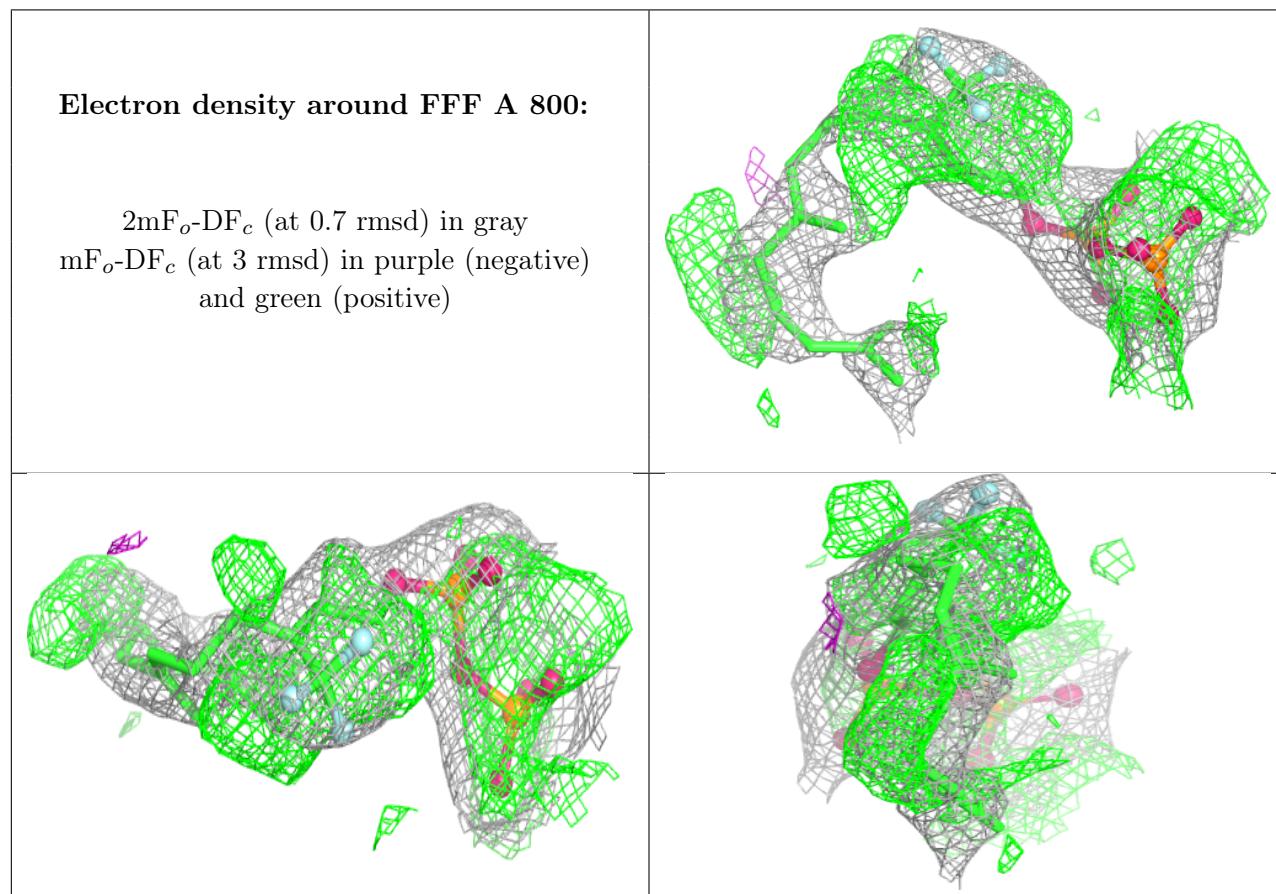 Electron density around FFF A 800:
2mFo-DFc (at 0.7 rmsd) in gray
mFo-DFc (at 3 rmsd) in purple (negative)
and green (positive)